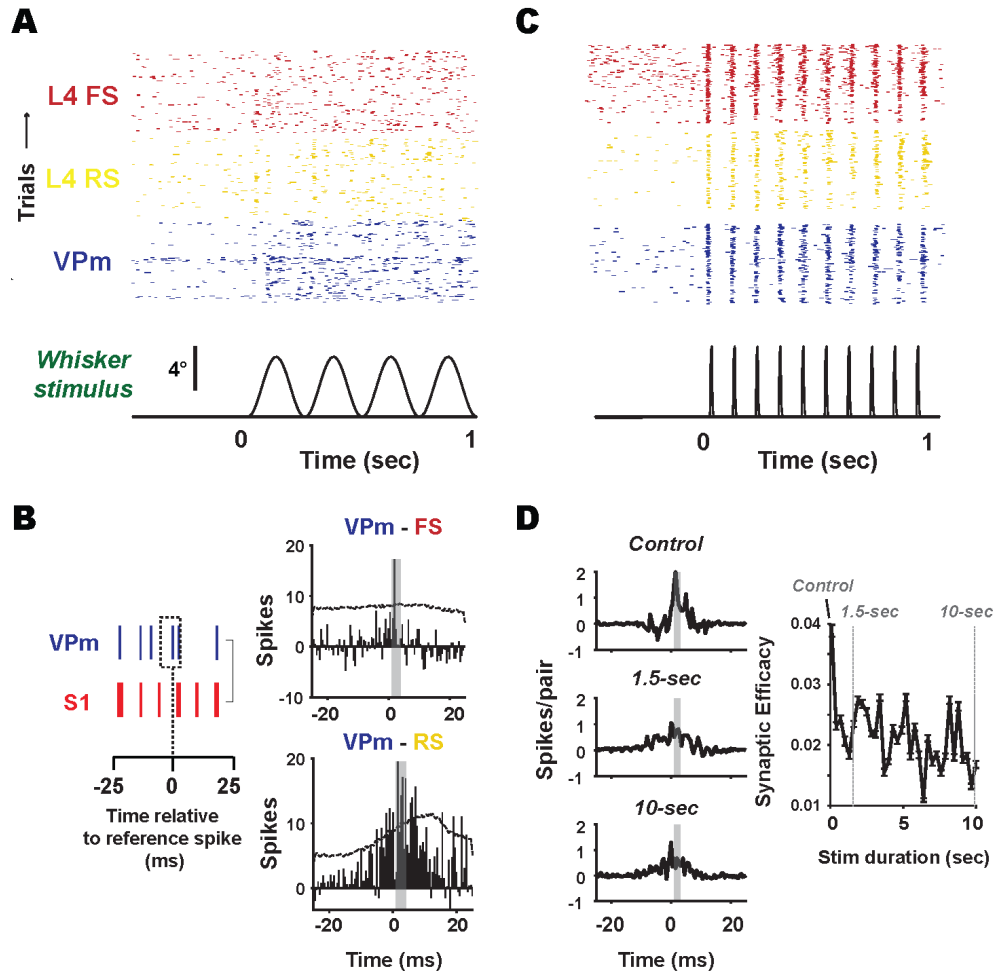 A
L4 FS
L4 RS
VPm
Trials
Whisker
stimulus
4°
0
1
Time (sec)
C
0
1
Time (sec)
B
VPm
S1
-25
0
25
Time relative
to reference spike
(ms)
VPm - FS
Spikes
20
10
0
-10
-20
0
20
VPm - RS
Spikes
20
10
0
-20
0
20
Time (ms)
D
Spikes/pair
Control
2
1
0
-1
1.5-sec
2
1
0
-1
10-sec
2
1
0
-1
-20
0
20
Time (ms)
Control
1.5-sec
10-sec
Synaptic Efficacy
0.04
0.03
0.02
0.01
0
5
10
Stim duration (sec)